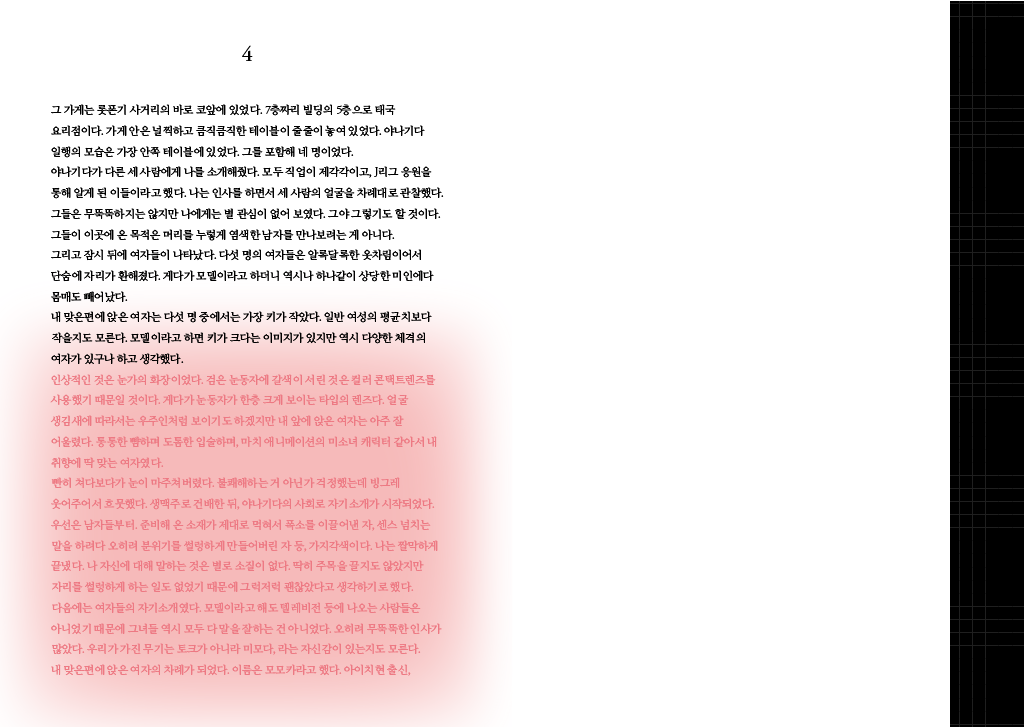 4
그 가게는 롯폰기 사거리의 바로 코앞에 있었다. 7층짜리 빌딩의 5층으로 태국
요리점이다. 가게 안은 널찍하고 큼직큼직한 테이블이 줄줄이 놓여 있었다. 야나기다
일행의 모습은 가장 안쪽 테이블에 있었다. 그를 포함해 네 명이었다.
야나기다가 다른 세 사람에게 나를 소개해줬다. 모두 직업이 제각각이고, J리그 응원을
통해 알게 된 이들이라고 했다. 나는 인사를 하면서 세 사람의 얼굴을 차례대로 관찰했다.
그들은 무뚝뚝하지는 않지만 나에게는 별 관심이 없어 보였다. 그야 그렇기도 할 것이다.
그들이 이곳에 온 목적은 머리를 누렇게 염색한 남자를 만나보려는 게 아니다.
그리고 잠시 뒤에 여자들이 나타났다. 다섯 명의 여자들은 알록달록한 옷차림이어서
단숨에 자리가 환해졌다. 게다가 모델이라고 하더니 역시나 하나같이 상당한 미인에다
몸매도 빼어났다.
내 맞은편에 앉은 여자는 다섯 명 중에서는 가장 키가 작았다. 일반 여성의 평균치보다
작을지도 모른다. 모델이라고 하면 키가 크다는 이미지가 있지만 역시 다양한 체격의
여자가 있구나 하고 생각했다.
인상적인 것은 눈가의 화장이었다. 검은 눈동자에 갈색이 서린 것은 컬러 콘택트렌즈를
사용했기 때문일 것이다. 게다가 눈동자가 한층 크게 보이는 타입의 렌즈다. 얼굴
생김새에 따라서는 우주인처럼 보이기도 하겠지만 내 앞에 앉은 여자는 아주 잘
어울렸다. 통통한 뺨하며 도톰한 입술하며, 마치 애니메이션의 미소녀 캐릭터 같아서 내
취향에 딱 맞는 여자였다.
빤히 쳐다보다가 눈이 마주쳐버렸다. 불쾌해하는 거 아닌가 걱정했는데 빙그레
웃어주어서 흐뭇했다. 생맥주로 건배한 뒤, 야나기다의 사회로 자기소개가 시작되었다.
우선은 남자들부터. 준비해 온 소재가 제대로 먹혀서 폭소를 이끌어낸 자, 센스 넘치는
말을 하려다 오히려 분위기를 썰렁하게 만들어버린 자 등, 가지각색이다. 나는 짤막하게
끝냈다. 나 자신에 대해 말하는 것은 별로 소질이 없다. 딱히 주목을 끌지도 않았지만
자리를 썰렁하게 하는 일도 없었기 때문에 그럭저럭 괜찮았다고 생각하기로 했다.
다음에는 여자들의 자기소개였다. 모델이라고 해도 텔레비전 등에 나오는 사람들은
아니었기 때문에 그녀들 역시 모두 다 말을 잘하는 건 아니었다. 오히려 무뚝뚝한 인사가
많았다. 우리가 가진 무기는 토크가 아니라 미모다, 라는 자신감이 있는지도 모른다.
내 맞은편에 앉은 여자의 차례가 되었다. 이름은 모모카라고 했다. 아이치 현 출신,